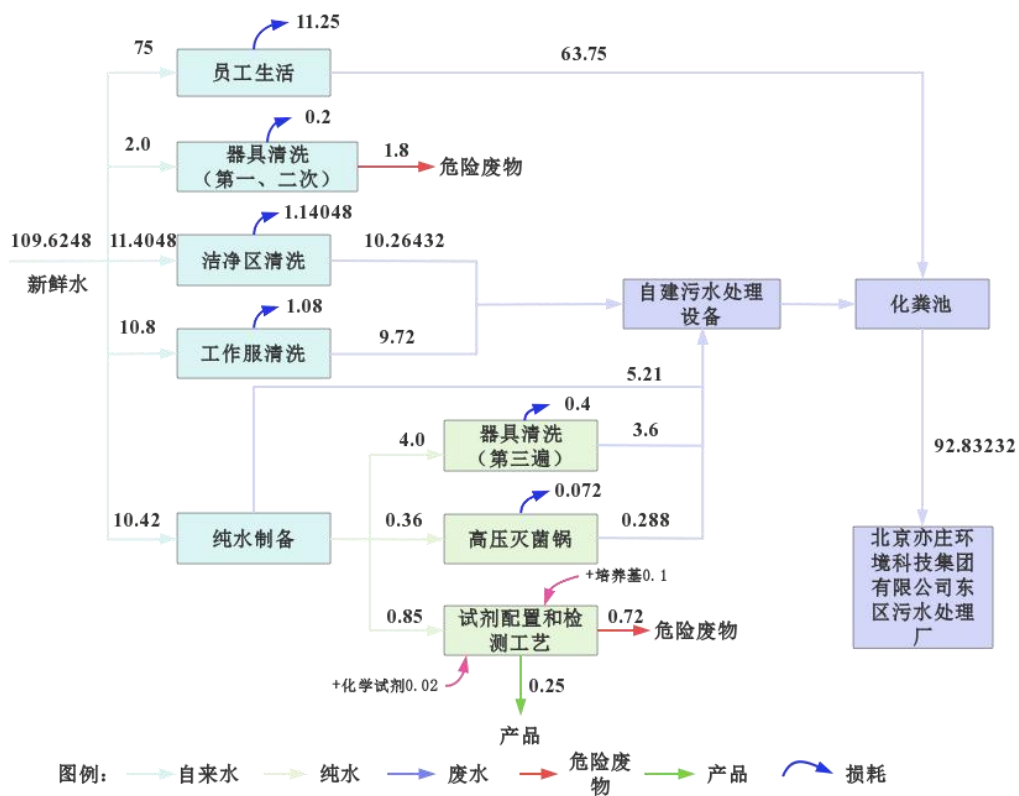 11.25
75
员工生活
63.75
0.2
2.0
器具清洗
（第一、二次）
1.8
危险废物
1.14048
109.6248
11.4048
洁净区清洗
10.26432
新鲜水
自建污水处理
设备
化粪池
1.08
10.8
工作服清洗
9.72
5.21
0.4
4.0
器具清洗
（第三遍）
3.6
92.83232
0.072
10.42
纯水制备
0.36
高压灭菌锅
0.288
北京亦庄环
境科技集团
有限公司东
区污水处理
厂
+培养基0.1
0.85
试剂配置和检
测工艺
0.72
危险废物
+化学试剂0.02
0.25
产品
图例：
自来水
纯水
废水
危险废
物
产品
损耗